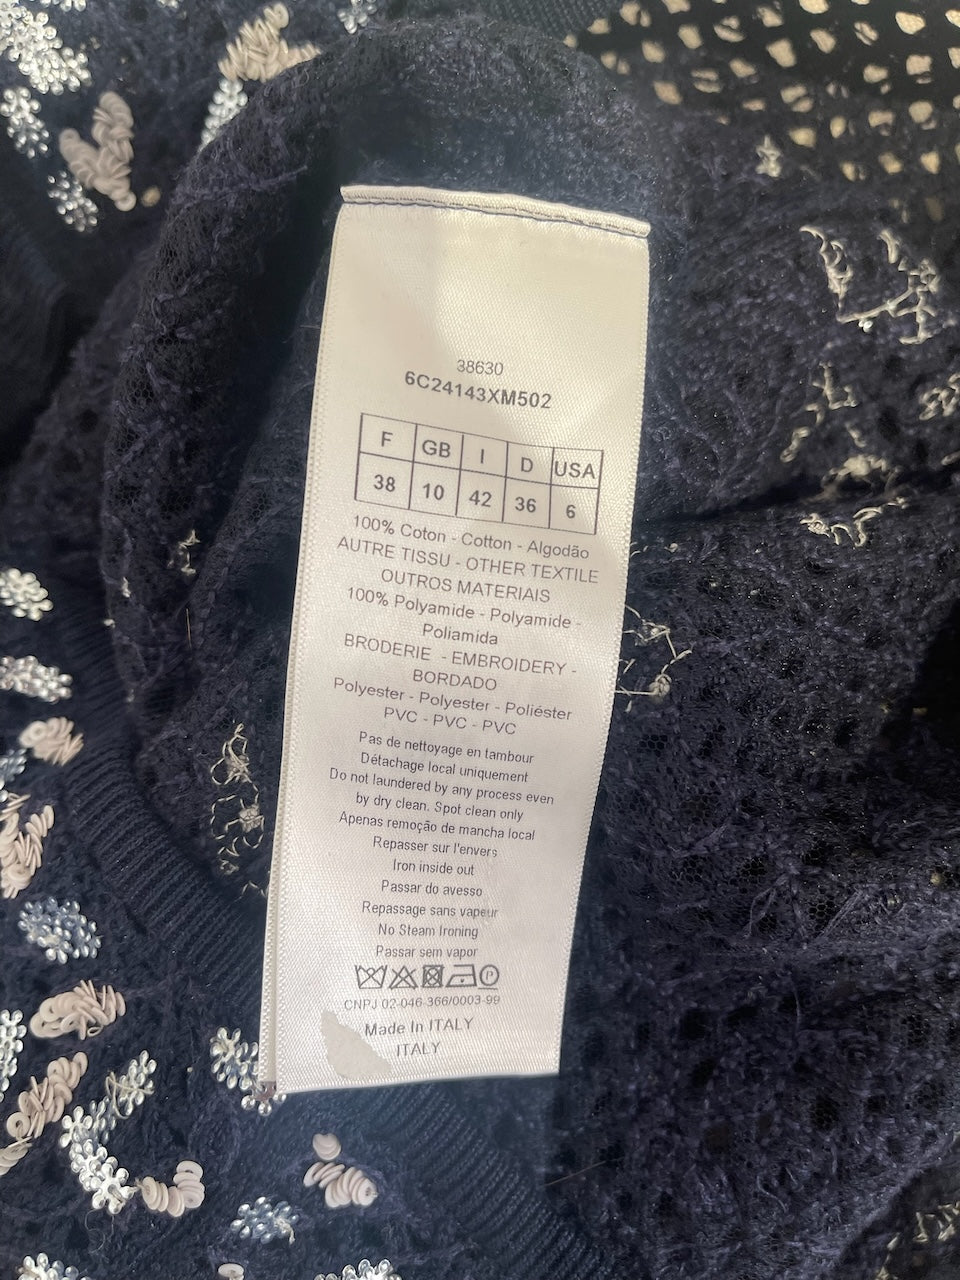 38630
6C24143XM502
F GB I D USA
38 10 42 36 6
100% Coton - Cotton - Algodão
AUTRE TISSU - OTHER TEXTILE
OUTROS MATERIAIS
100% Polyamide - Polyamide -
Poliamida
BRODERIE - EMBROIDERY -
BORDADO
Polyester - Polyester - Poliéster
PVC - PVC - PVC
Pas de nettoyage en tambour
Détachage local uniquement
Do not laundered by any process even
by dry clean. Spot clean only
Apenas remoção de mancha local
Repasser sur l'envers
Iron inside out
Passar do avesso
Repassage sans vapeur
No Steam Ironing
Passar sem vapor
P
CNPJ 02-046-366/0003-99
Made In ITALY
ITALY